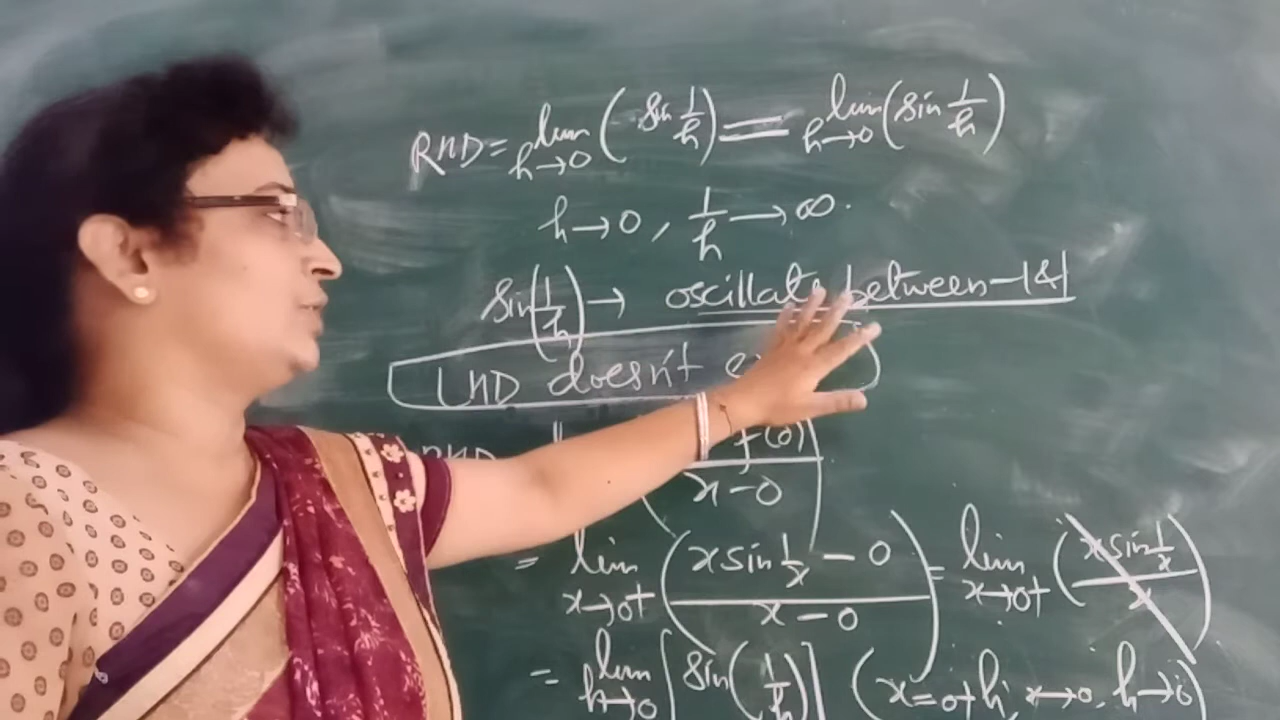 RHD = lim h→0 ( sin 1/h ) = lim h→0 ( sin 1/h )
h→0 , 1/h → ∞.
sin(1/h) → oscillate between -1 & 1
LHD doesn't
RHD f(0)
x - 0
= lim x→0+ ( x sin 1/x - 0 / x - 0 ) = lim x→0+ ( x sin 1/x / x )
= lim h→0 [ sin ( 1/h ) ] ( x = 0 + h, x→0, h→0 )